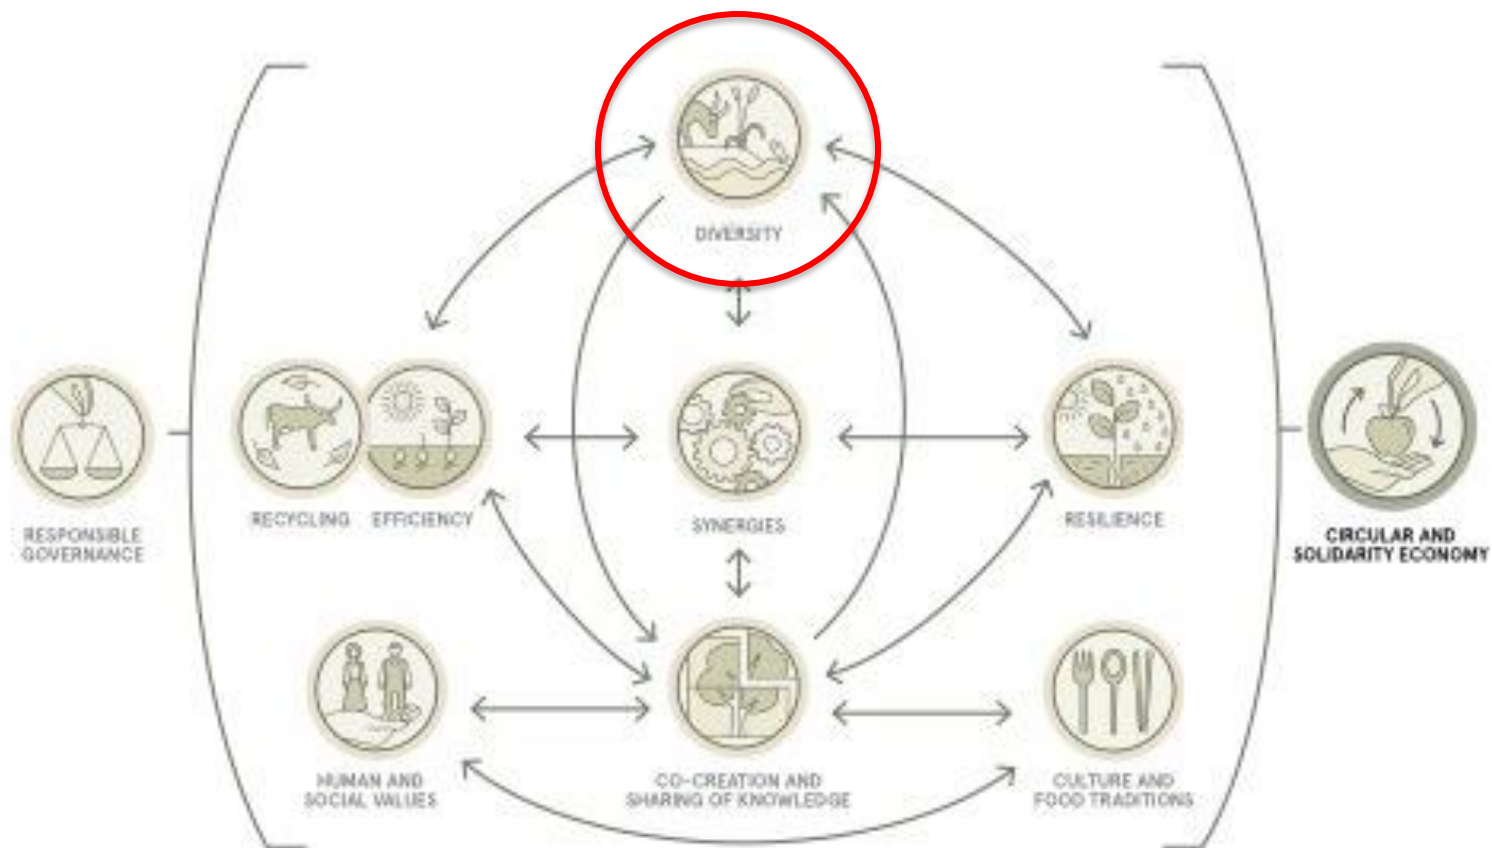 DIVERSITY
RECYCLING
EFFICIENCY
SYNERGIES
RESILIENCE
RESPONSIBLE
GOVERNANCE
CIRCULAR AND
SOLIDARITY ECONOMY
HUMAN AND
SOCIAL VALUES
CO-CREATION AND
SHARING OF KNOWLEDGE
CULTURE AND
FOOD TRADITIONS